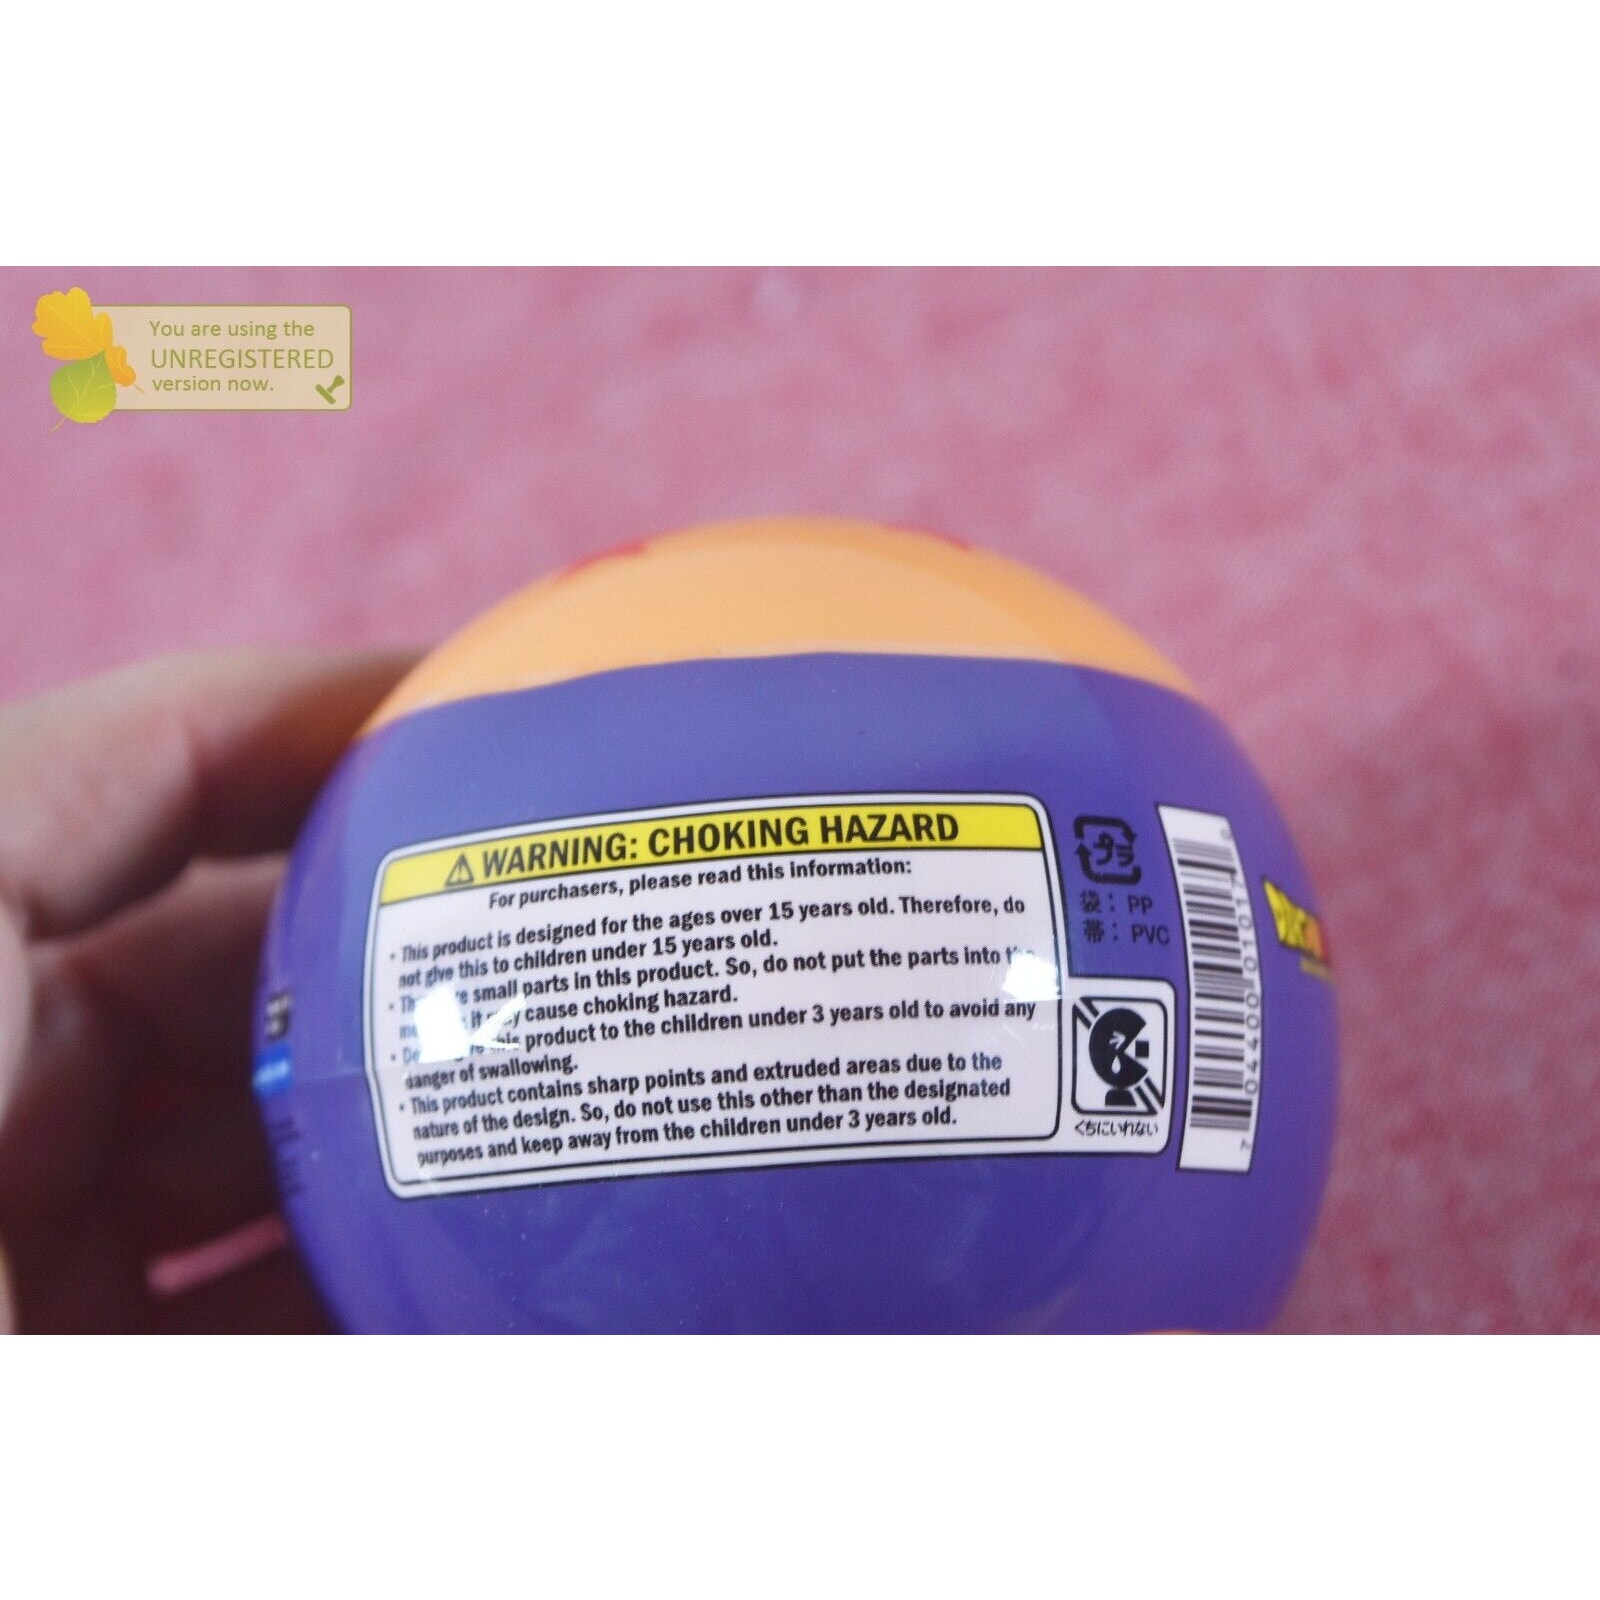 You are using the
UNREGISTERED
version now.
WARNING: CHOKING HAZARD
For purchasers, please read this information:
・This product is designed for the ages over 15 years old. Therefore, do
not give this to children under 15 years old.
small parts in this product. So, do not put the parts into
it may cause choking hazard.
this product to the children under 3 years old to avoid any
danger of swallowing.
・This product contains sharp points and extruded areas due to the
nature of the design. So, do not use this other than the designated
purposes and keep away from the children under 3 years old.
プラ
袋：PP
帯：PVC
くちにいれない